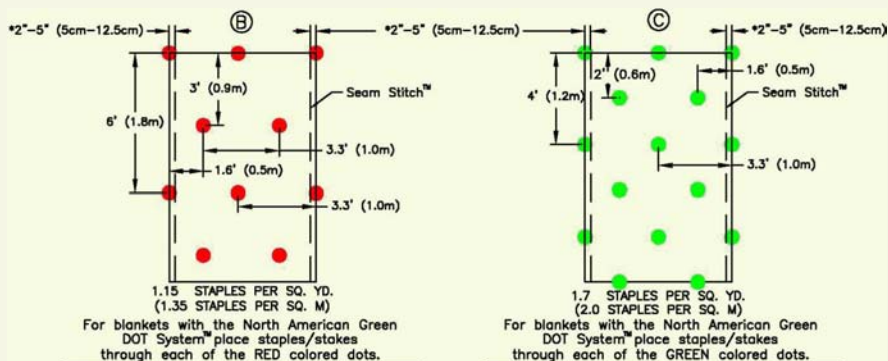 *2"-5" (5cm-12.5cm)
B
*2"-5" (5cm-12.5cm)
3'
(0.9m)
Seam Stitch™
6' (1.8m)
3.3' (1.0m)
1.6' (0.5m)
3.3' (1.0m)
1.15 STAPLES PER SQ. YD.
(1.35 STAPLES PER SQ. M)
For blankets with the North American Green
DOT System™ place staples/stakes
through each of the RED colored dots.
C
*2"-5" (5cm-12.5cm)
1.6' (0.5m)
2" (0.6m)
4' (1.2m)
Seam Stitch™
3.3' (1.0m)
1.7 STAPLES PER SQ. YD.
(2.0 STAPLES PER SQ. M)
For blankets with the North American Green
DOT System™ place staples/stakes
through each of the GREEN colored dots.